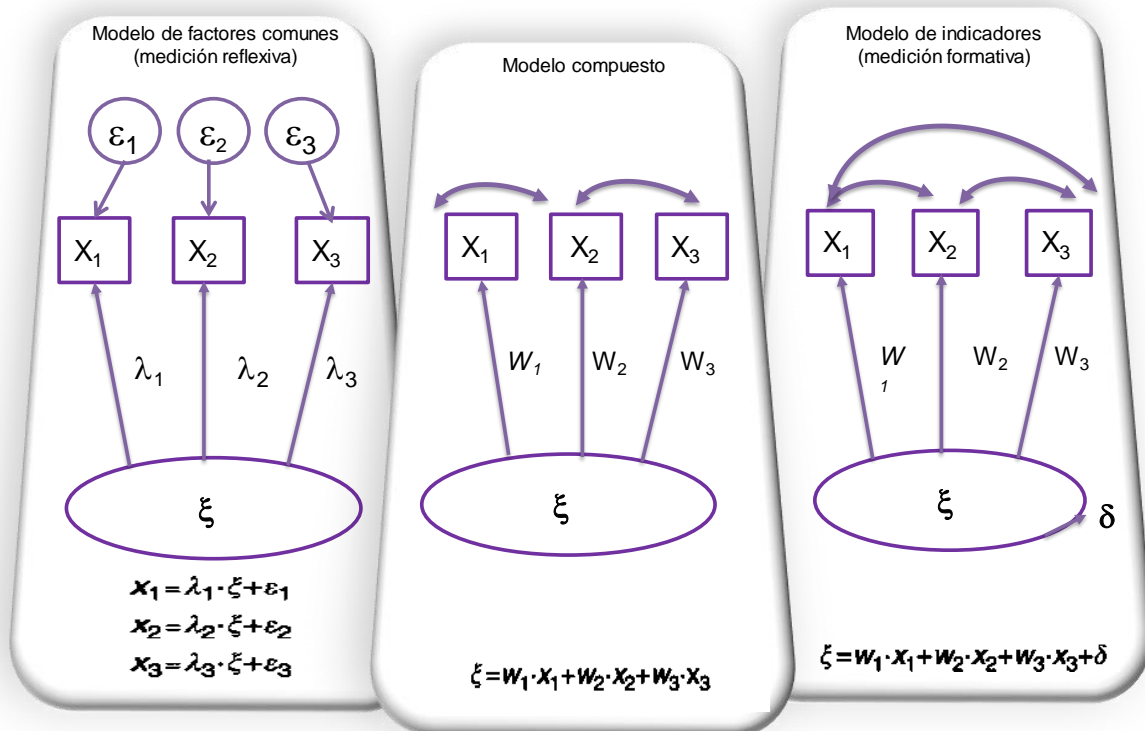 Modelo de factores comunes
(medición reflexiva)
ε1
ε2
ε3
X1
X2
X3
λ1
λ2
λ3
ξ
x1=λ1·ξ+ε1
x2=λ2·ξ+ε2
x3=λ3·ξ+ε3
Modelo compuesto
X1
X2
X3
W1
W2
W3
ξ
ξ=w1·x1+w2·x2+w3·x3
Modelo de indicadores
(medición formativa)
X1
X2
X3
W
1
W2
W3
ξ
δ
ξ=w1·x1+w2·x2+w3·x3+δ